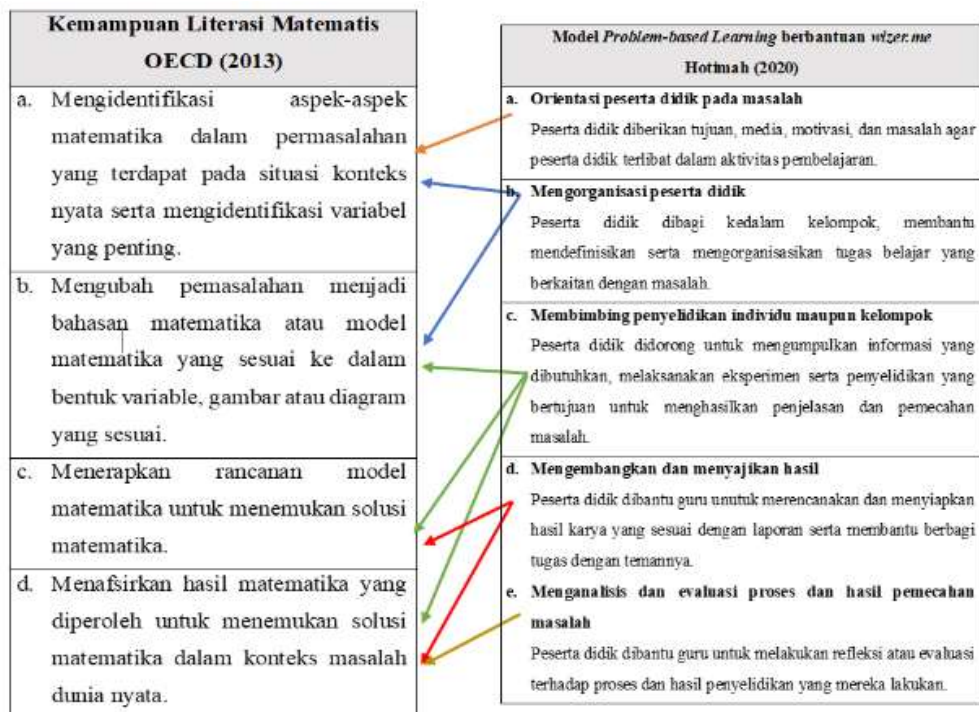 Kemampuan Literasi Matematis
OECD (2013)
a. Mengidentifikasi aspek-aspek
matematika dalam permasalahan
yang terdapat pada situasi konteks
nyata serta mengidentifikasi variabel
yang penting.
b. Mengubah pemasalahan menjadi
bahasan matematika atau model
matematika yang sesuai ke dalam
bentuk variable, gambar atau diagram
yang sesuai.
c. Menerapkan rancanan model
matematika untuk menemukan solusi
matematika.
d. Menafsirkan hasil matematika yang
diperoleh untuk menemukan solusi
matematika dalam konteks masalah
dunia nyata.
Model Problem-based Learning berbantuan wizer.me
Hotimah (2020)
a. Orientasi peserta didik pada masalah
Peserta didik diberikan tujuan, media, motivasi, dan masalah agar
peserta didik terlibat dalam aktivitas pembelajaran.
b. Mengorganisasi peserta didik
Peserta didik dibagi kedalam kelompok, membantu
mendefinisikan serta mengorganisasikan tugas belajar yang
berkaitan dengan masalah.
c. Membimbing penyelidikan individu maupun kelompok
Peserta didik didorong untuk mengumpulkan informasi yang
dibutuhkan, melaksanakan eksperimen serta penyelidikan yang
bertujuan untuk menghasilkan penjelasan dan pemecahan
masalah.
d. Mengembangkan dan menyajikan hasil
Peserta didik dibantu guru unutuk merencanakan dan menyiapkan
hasil karya yang sesuai dengan laporan serta membantu berbagi
tugas dengan temannya.
e. Menganalisis dan evaluasi proses dan hasil pemecahan
masalah
Peserta didik dibantu guru untuk melakukan refleksi atau evaluasi
terhadap proses dan hasil penyelidikan yang mereka lakukan.